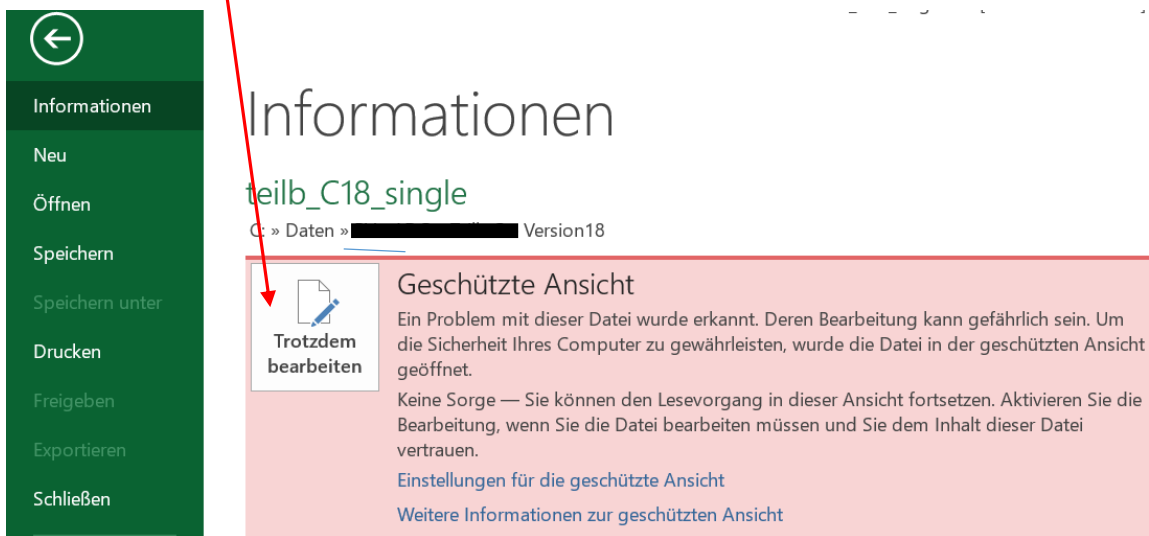 Informationen
Neu
Öffnen
Speichern
Speichern unter
Drucken
Freigeben
Exportieren
Schließen
Informationen
teilb_C18_single
C: » Daten » Version18
Trotzdem
bearbeiten
Geschützte Ansicht
Ein Problem mit dieser Datei wurde erkannt. Deren Bearbeitung kann gefährlich sein. Um
die Sicherheit Ihres Computer zu gewährleisten, wurde die Datei in der geschützten Ansicht
geöffnet.
Keine Sorge — Sie können den Lesevorgang in dieser Ansicht fortsetzen. Aktivieren Sie die
Bearbeitung, wenn Sie die Datei bearbeiten müssen und Sie dem Inhalt dieser Datei
vertrauen.
Einstellungen für die geschützte Ansicht
Weitere Informationen zur geschützten Ansicht